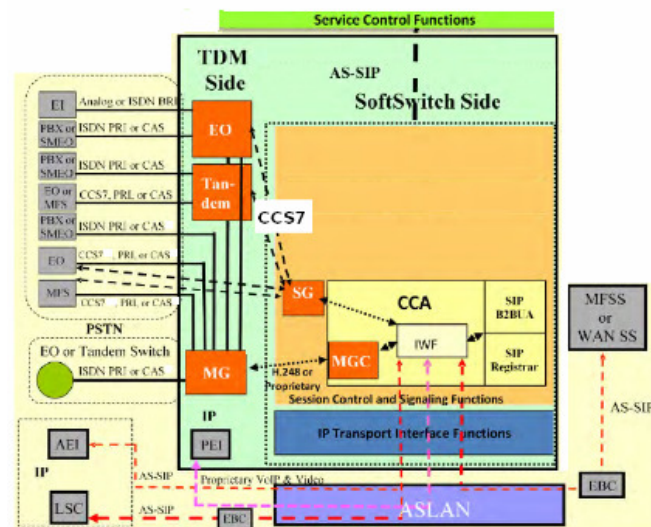 Service Control Functions
TDM
Side
AS-SIP
SoftSwitch Side
EI
Analog or ISDN BRI
EO
PBX or
SMEO
ISDN PRI or CAS
PBX or
SMEO
ISDN PRI or CAS
Tan-
dem
EO or
MFS
CCS7, PRI, or CAS
CCS7
PBX or
SMEO
ISDN PRI or CAS
EO
CCS7 , PRI, or CAS
MFS
CCS7 , PRI, or CAS
PSTN
SG
CCA
SIP
B2BUA
IWF
MGC
SIP
Registrar
MFSS
or
WAN SS
EO or Tandem Switch
ISDN PRI or CAS
MG
H.248 or
Proprietary
Session Control and Signaling Functions
IP
PEI
IP Transport Interface Functions
AS-SIP
AEI
IP
AS-SIP
Proprietary VoIP & Video
LSC
AS-SIP
EBC
ASLAN
EBC